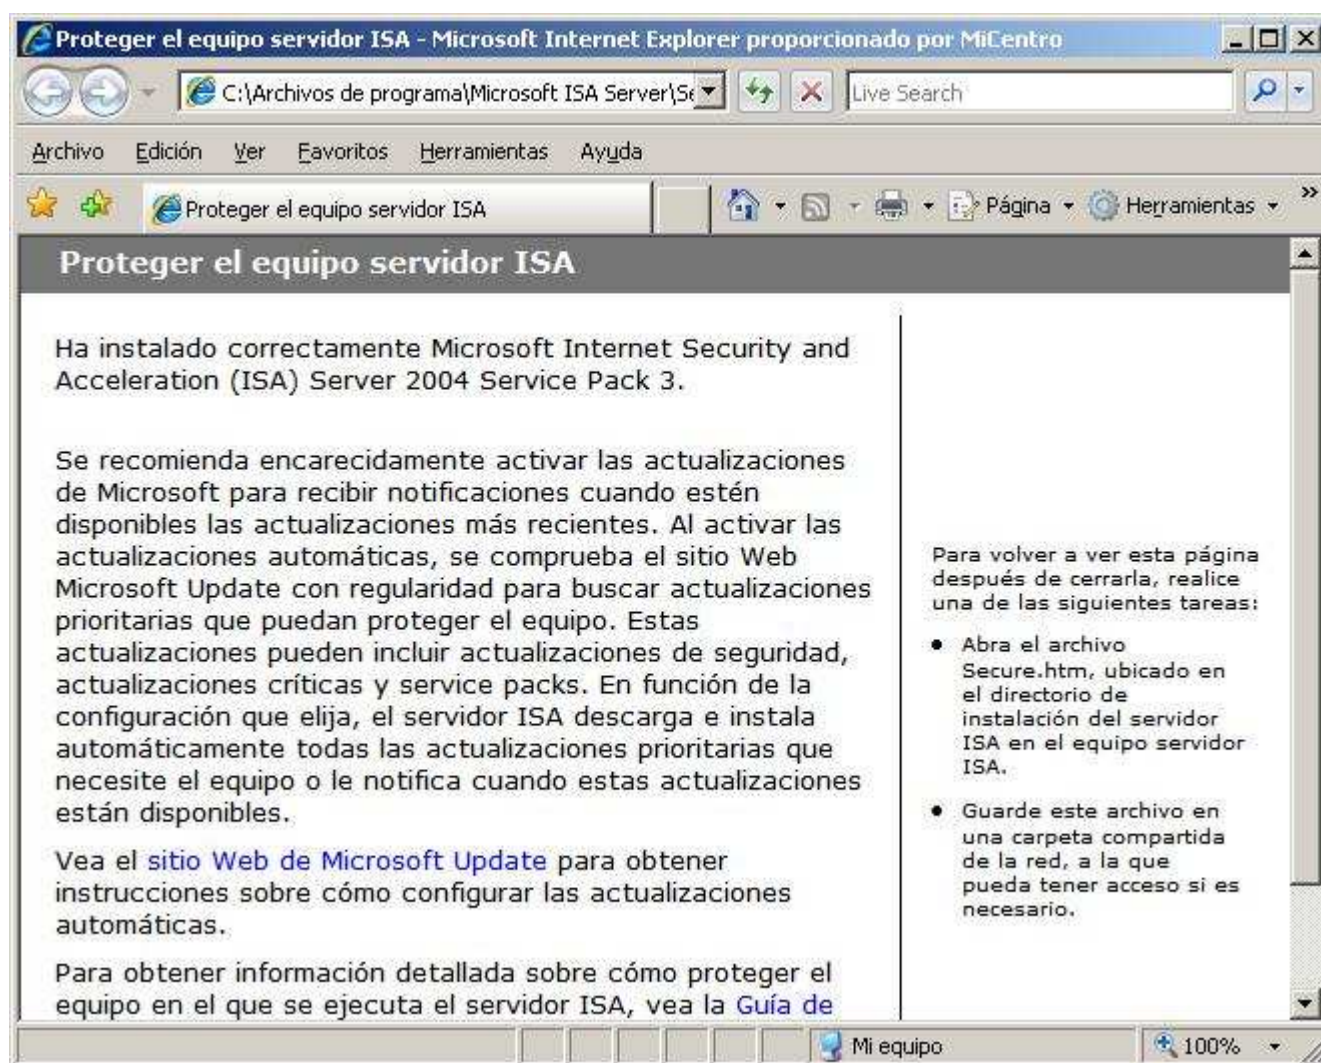 Proteger el equipo servidor ISA - Microsoft Internet Explorer proporcionado por MiCentro
C:\Archivos de programa\Microsoft ISA Server\Se
Live Search
Archivo Edición Ver Favoritos Herramientas Ayuda
Proteger el equipo servidor ISA
Página Herramientas »
Proteger el equipo servidor ISA
Ha instalado correctamente Microsoft Internet Security and
Acceleration (ISA) Server 2004 Service Pack 3.
Se recomienda encarecidamente activar las actualizaciones
de Microsoft para recibir notificaciones cuando estén
disponibles las actualizaciones más recientes. Al activar las
actualizaciones automáticas, se comprueba el sitio Web
Microsoft Update con regularidad para buscar actualizaciones
prioritarias que puedan proteger el equipo. Estas
actualizaciones pueden incluir actualizaciones de seguridad,
actualizaciones críticas y service packs. En función de la
configuración que elija, el servidor ISA descarga e instala
automáticamente todas las actualizaciones prioritarias que
necesite el equipo o le notifica cuando estas actualizaciones
están disponibles.
Vea el sitio Web de Microsoft Update para obtener
instrucciones sobre cómo configurar las actualizaciones
automáticas.
Para obtener información detallada sobre cómo proteger el
equipo en el que se ejecuta el servidor ISA, vea la Guía de
Para volver a ver esta página
después de cerrarla, realice
una de las siguientes tareas:
• Abra el archivo
Secure.htm, ubicado en
el directorio de
instalación del servidor
ISA en el equipo servidor
ISA.
• Guarde este archivo en
una carpeta compartida
de la red, a la que
pueda tener acceso si es
necesario.
Mi equipo
100%